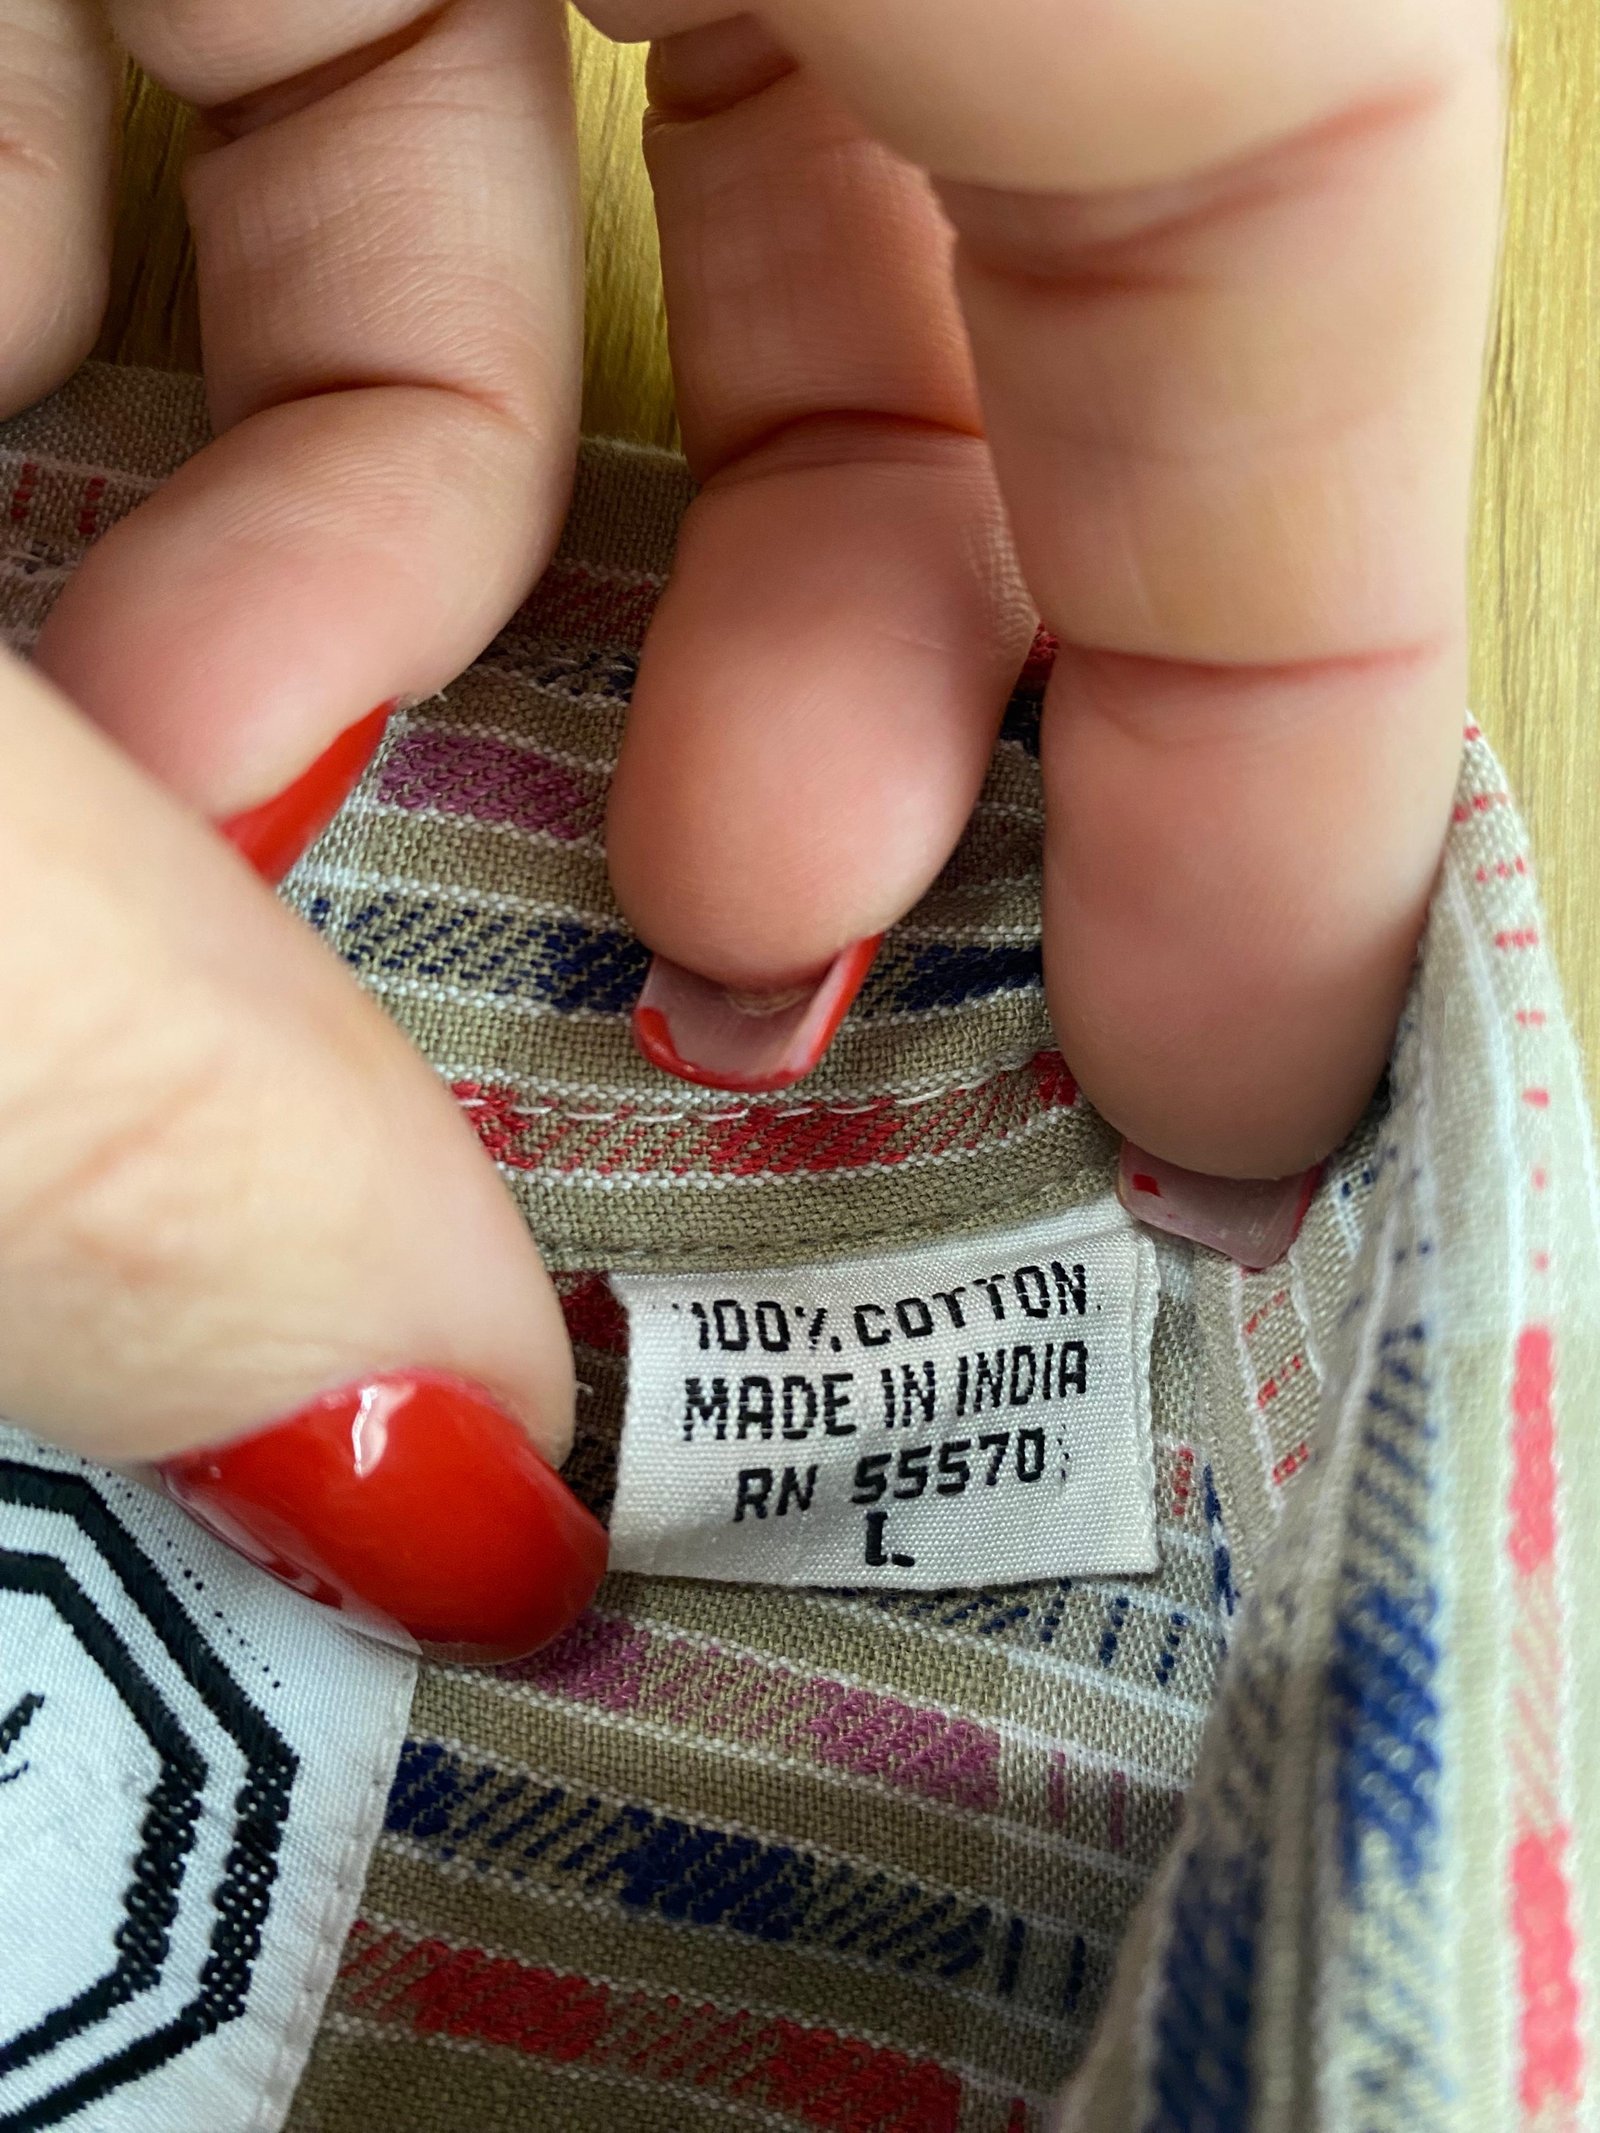 100% COTTON
MADE IN INDIA
RN 55570
L